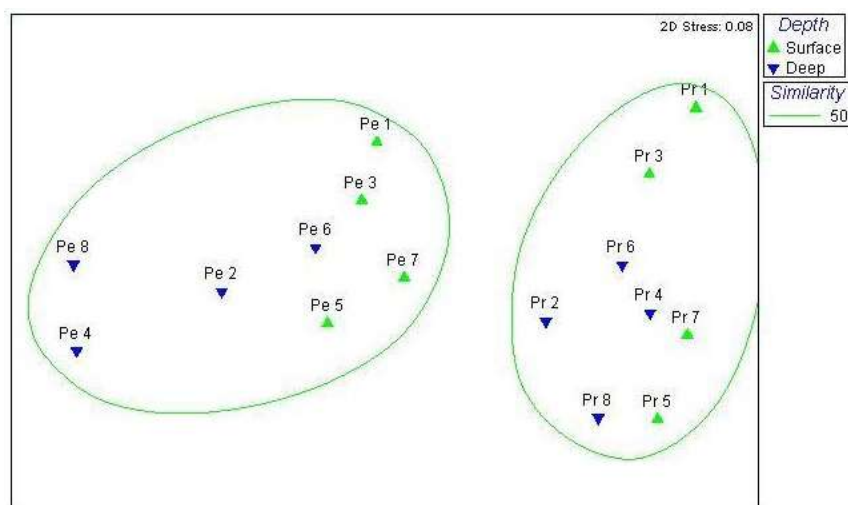 2D Stress: 0.08
Depth
Surface
Deep
Similarity
50
Pr 1
Pe 1
Pr 3
Pe 3
Pe 6
Pe 8
Pr 6
Pe 7
Pe 2
Pr 4
Pr 2
Pe 5
Pr 7
Pe 4
Pr 8
Pr 5